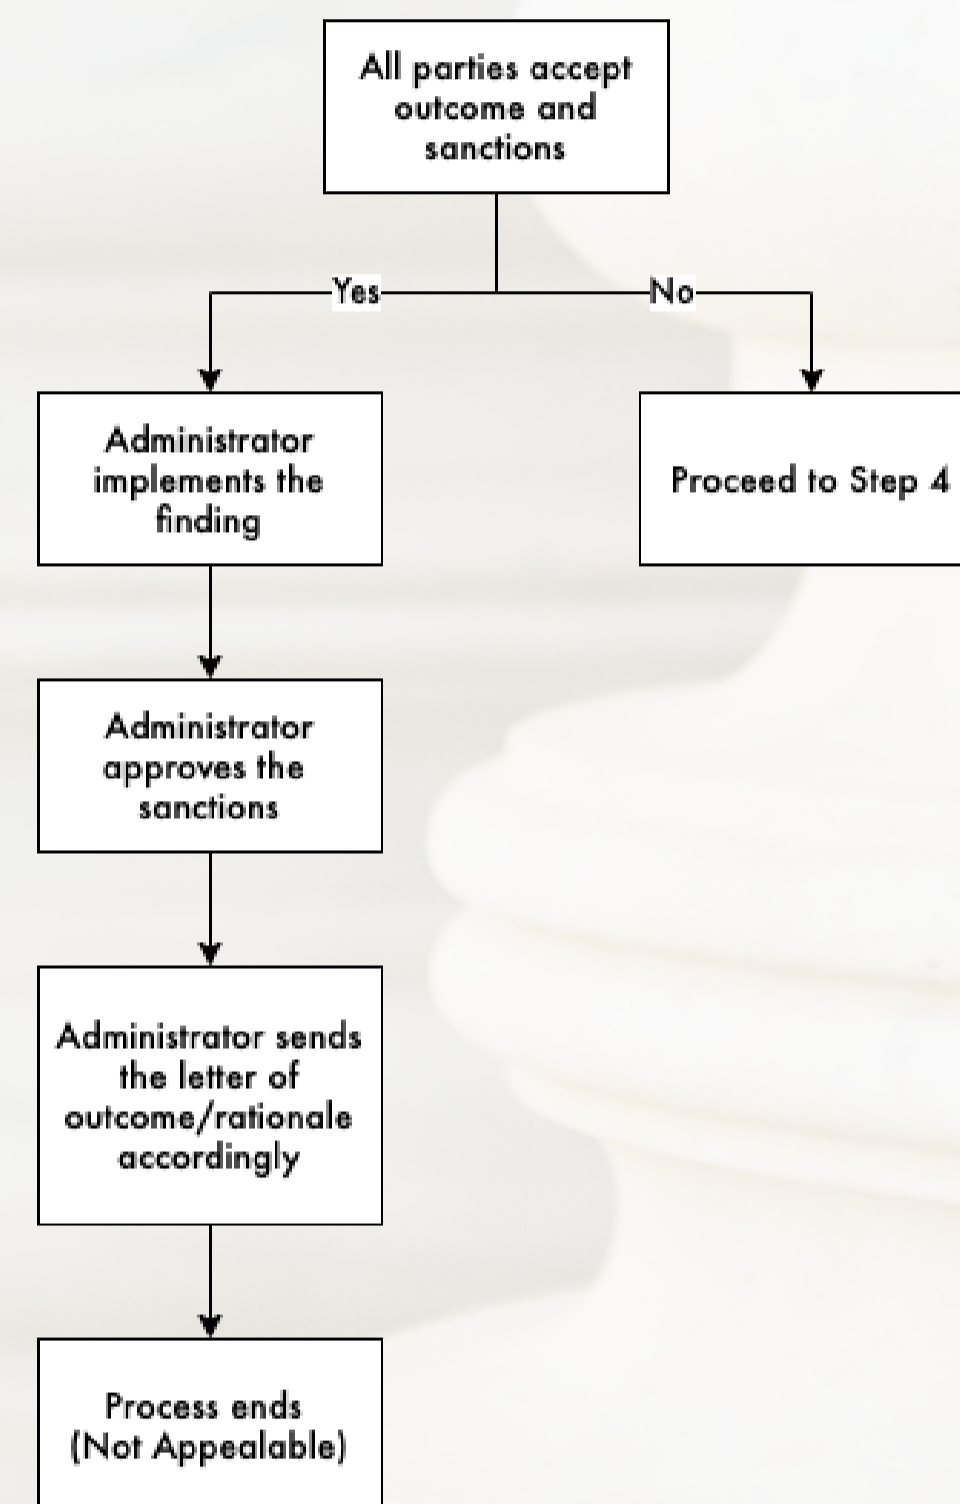 All parties accept
outcome and
sanctions
Yes
No
Administrator
implements the
finding
Proceed to Step 4
Administrator
approves the
sanctions
Administrator sends
the letter of
outcome/rationale
accordingly
Process ends
(Not Appealable)